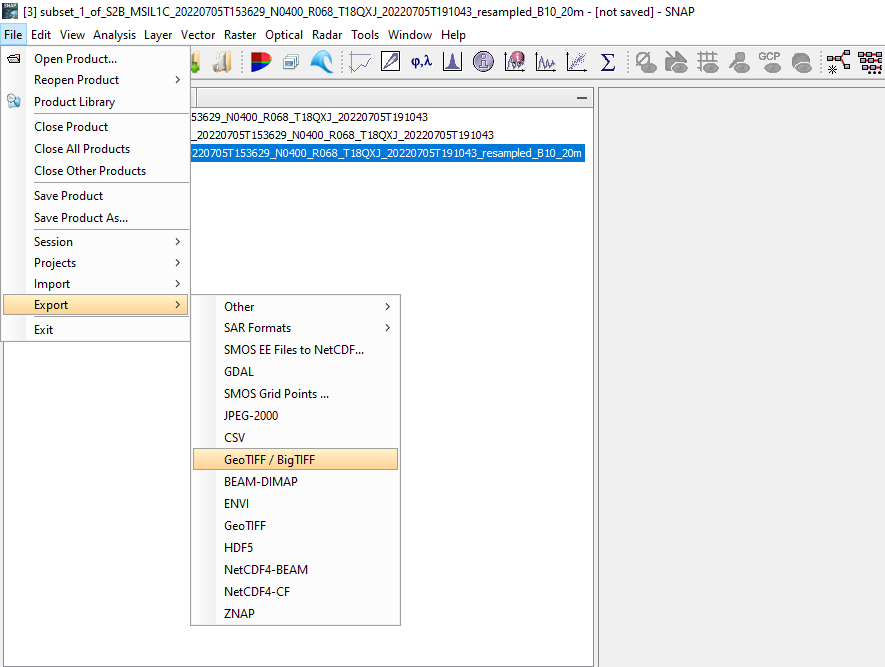 [3] subset_1_of_S2B_MSIL1C_20220705T153629_N0400_R068_T18QXJ_20220705T191043_resampled_B10_20m - [not saved] - SNAP
File Edit View Analysis Layer Vector Raster Optical Radar Tools Window Help
φ,λ Σ GCP
Open Product...
Reopen Product
Product Library
Close Product
Close All Products
Close Other Products
Save Product
Save Product As...
Session
Projects
Import
Export
Exit
53629_N0400_R068_T18QXJ_20220705T191043
_20220705T153629_N0400_R068_T18QXJ_20220705T191043
220705T153629_N0400_R068_T18QXJ_20220705T191043_resampled_B10_20m
Other
SAR Formats
SMOS EE Files to NetCDF...
GDAL
SMOS Grid Points ...
JPEG-2000
CSV
GeoTIFF / BigTIFF
BEAM-DIMAP
ENVI
GeoTIFF
HDF5
NetCDF4-BEAM
NetCDF4-CF
ZNAP